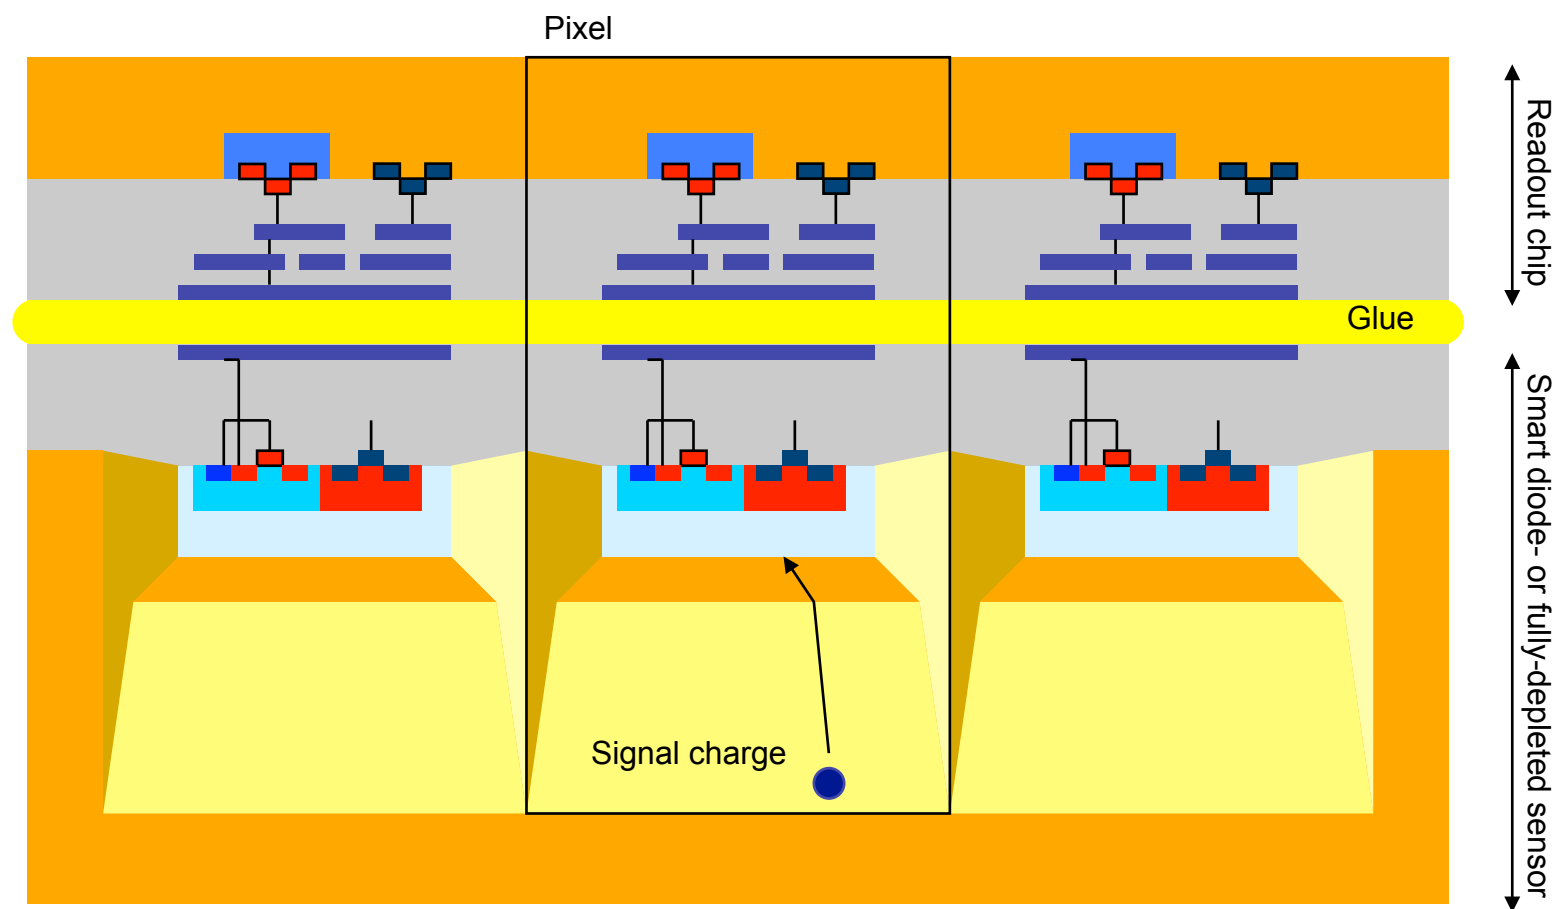 Pixel
Readout chip
Glue
Smart diode- or fully-depleted sensor
Signal charge